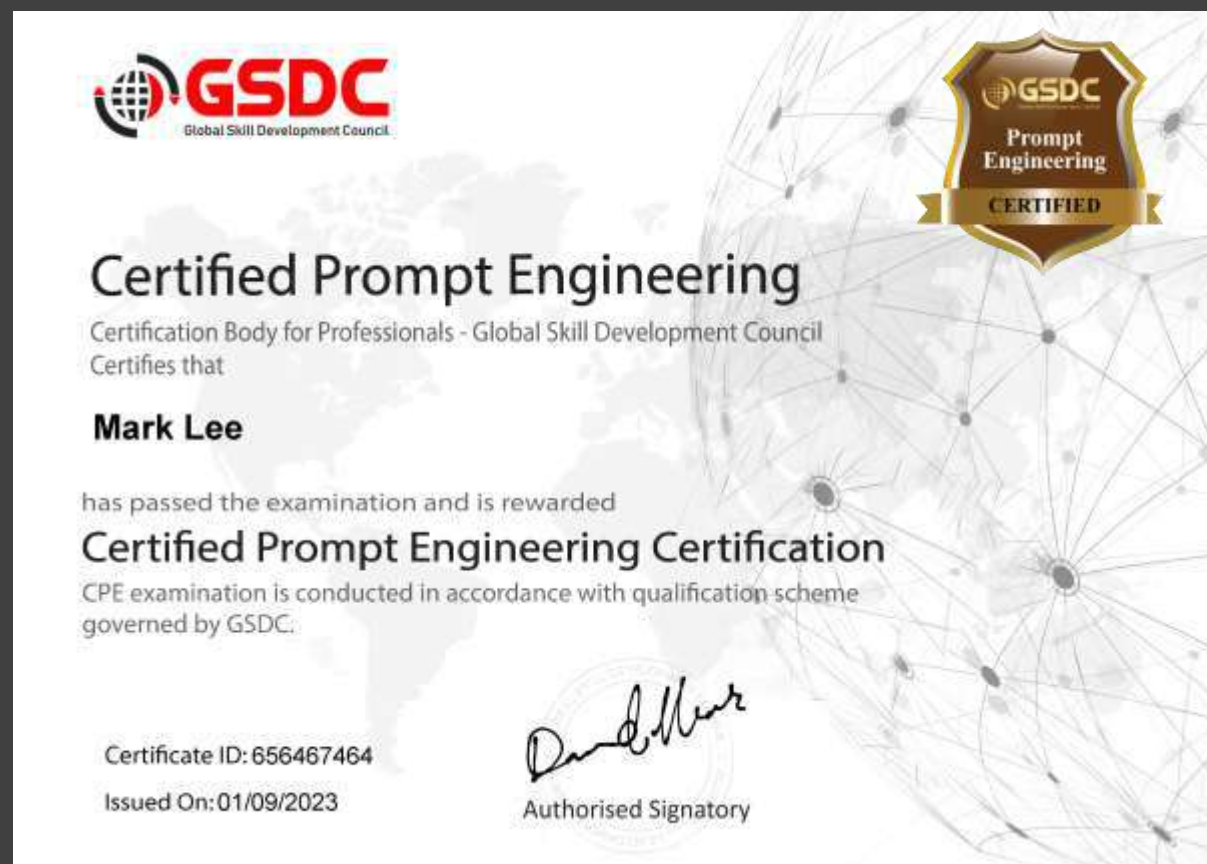 GSDC
Global Skill Development Council
GSDC
Prompt
Engineering
CERTIFIED
Certified Prompt Engineering
Certification Body for Professionals - Global Skill Development Council
Certifies that
Mark Lee
has passed the examination and is rewarded
Certified Prompt Engineering Certification
CPE examination is conducted in accordance with qualification scheme
governed by GSDC.
Certificate ID: 656467464
Issued On: 01/09/2023
Authorised Signatory